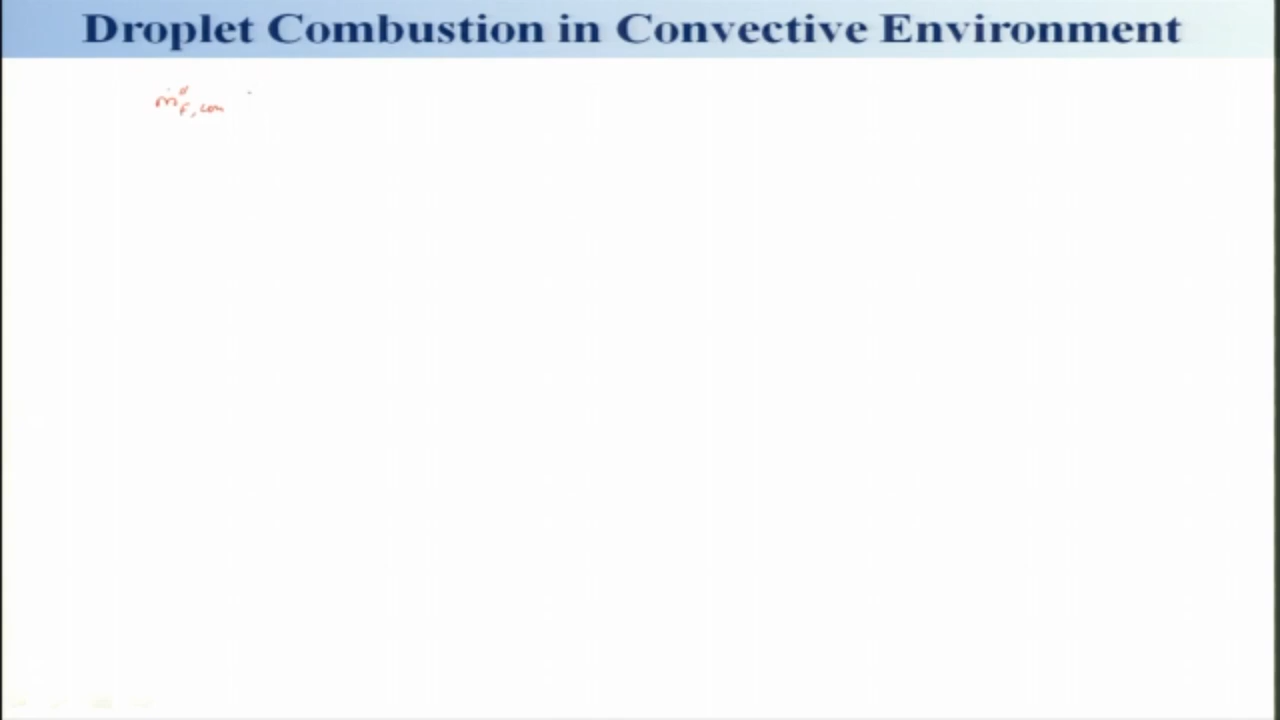 Droplet Combustion in Convective Environment
ṁ″F, con